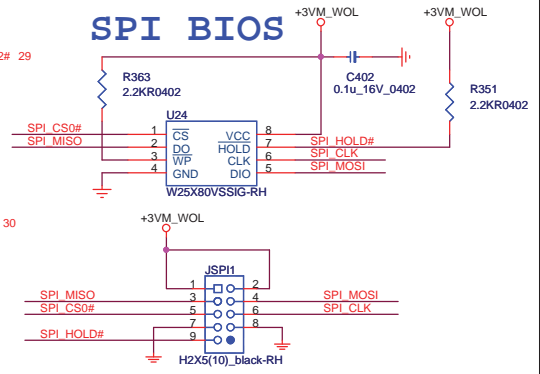 SPI BIOS
+3VM_WOL
+3VM_WOL
2# 29
R363
2.2KR0402
C402
0.1u_16V_0402
R351
2.2KR0402
U24
SPI_CS0# 1 CS VCC 8
SPI_MISO 2 DO HOLD 7 SPI_HOLD#
3 WP CLK 6 SPI_CLK
4 GND DIO 5 SPI_MOSI
W25X80VSSIG-RH
30
+3VM_WOL
JSPI1
1 2
SPI_MISO 3 4 SPI_MOSI
SPI_CS0# 5 6 SPI_CLK
7 8
SPI_HOLD# 9
H2X5(10)_black-RH